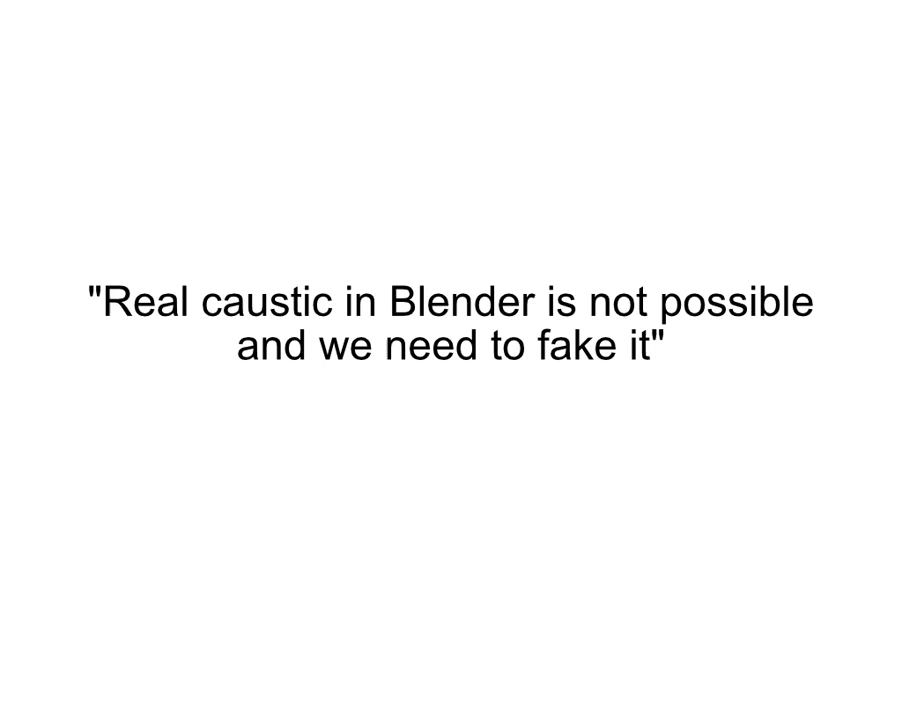 "Real caustic in Blender is not possible
and we need to fake it"